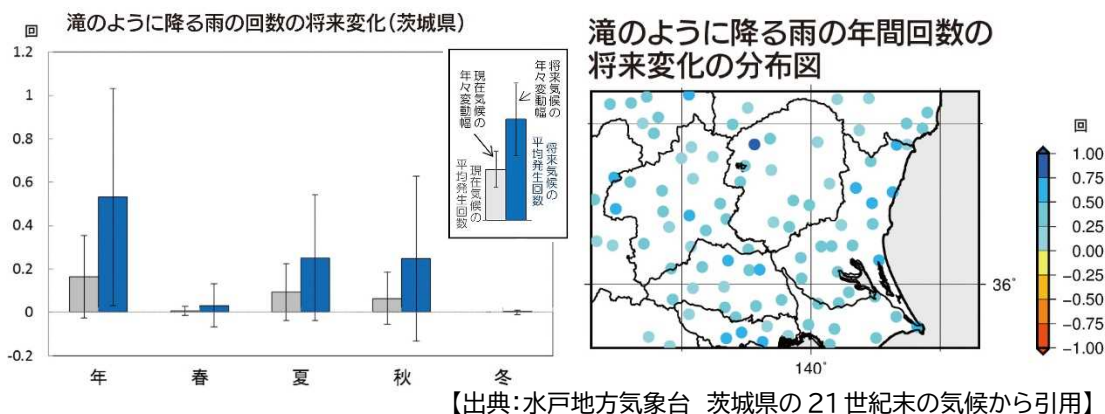 滝のように降る雨の回数の将来変化(茨城県)
回
1.2
1
0.8
0.6
0.4
0.2
0
-0.2
年
春
夏
秋
冬
現在気候の
年々変動幅
将来気候の
年々変動幅
現在気候の
平均発生回数
将来気候の
平均発生回数
滝のように降る雨の年間回数の
将来変化の分布図
回
1.00
0.75
0.50
0.25
0.00
-0.25
-0.50
-0.75
-1.00
36°
140°
【出典:水戸地方気象台 茨城県の21世紀末の気候から引用】